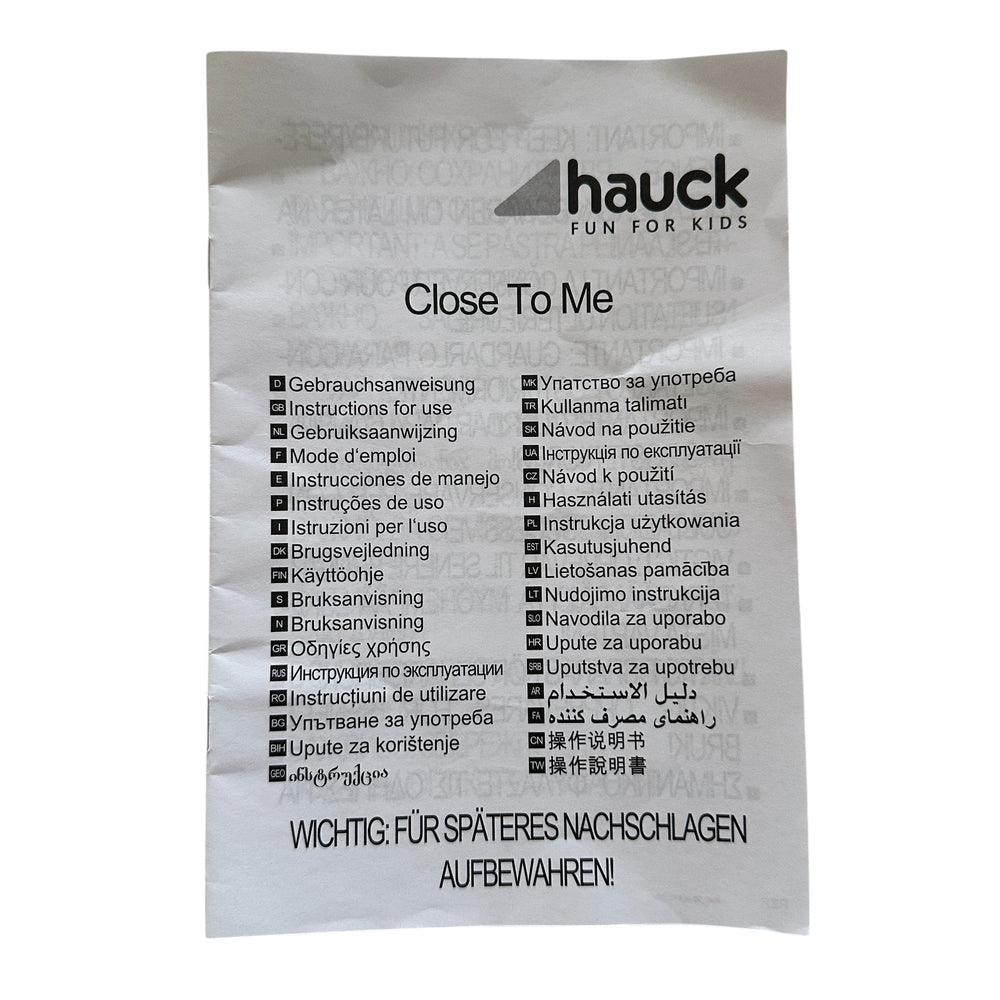 hauck
FUN FOR KIDS
Close To Me
D Gebrauchsanweisung
GB Instructions for use
NL Gebruiksaanwijzing
F Mode d‘emploi
E Instrucciones de manejo
P Instruções de uso
I Istruzioni per l‘uso
DK Brugsvejledning
FIN Käyttöohje
S Bruksanvisning
N Bruksanvisning
GR Οδηγίες χρήσης
RUS Инструкция по эксплуатации
RO Instrucțiuni de utilizare
BG Упътване за употреба
BIH Upute za korištenje
GEO ინსტრუქცია
MK Упатство за употреба
TR Kullanma talimatı
SK Návod na použitie
UA Інструкція по експлуатації
CZ Návod k použití
H Használati utasítás
PL Instrukcja użytkowania
EST Kasutusjuhend
LV Lietošanas pamācība
LT Nudojimo instrukcija
SLO Navodila za uporabo
HR Upute za uporabu
SRB Uputstva za upotrebu
AR دليل الاستخدام
FA راهنمای مصرف کننده
CN 操作说明书
TW 操作說明書
WICHTIG: FÜR SPÄTERES NACHSCHLAGEN
AUFBEWAHREN!